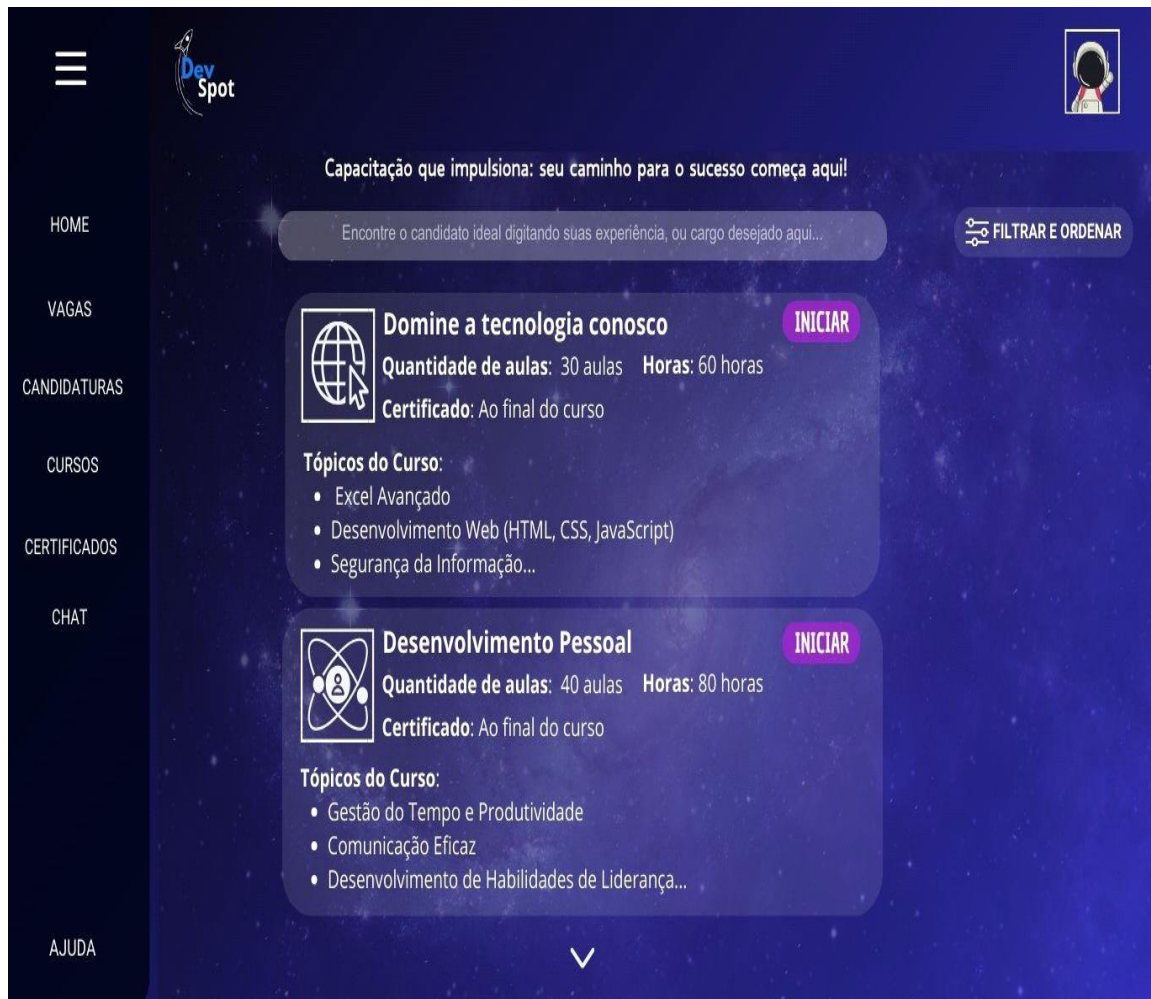 Dev
Spot
Capacitação que impulsiona: seu caminho para o sucesso começa aqui!
HOME
Encontre o candidato ideal digitando suas experiência, ou cargo desejado aqui...
FILTRAR E ORDENAR
VAGAS
CANDIDATURAS
CURSOS
CERTIFICADOS
CHAT
AJUDA
Domine a tecnologia conosco
INICIAR
Quantidade de aulas: 30 aulas Horas: 60 horas
Certificado: Ao final do curso
Tópicos do Curso:
• Excel Avançado
• Desenvolvimento Web (HTML, CSS, JavaScript)
• Segurança da Informação...
Desenvolvimento Pessoal
INICIAR
Quantidade de aulas: 40 aulas Horas: 80 horas
Certificado: Ao final do curso
Tópicos do Curso:
• Gestão do Tempo e Produtividade
• Comunicação Eficaz
• Desenvolvimento de Habilidades de Liderança...